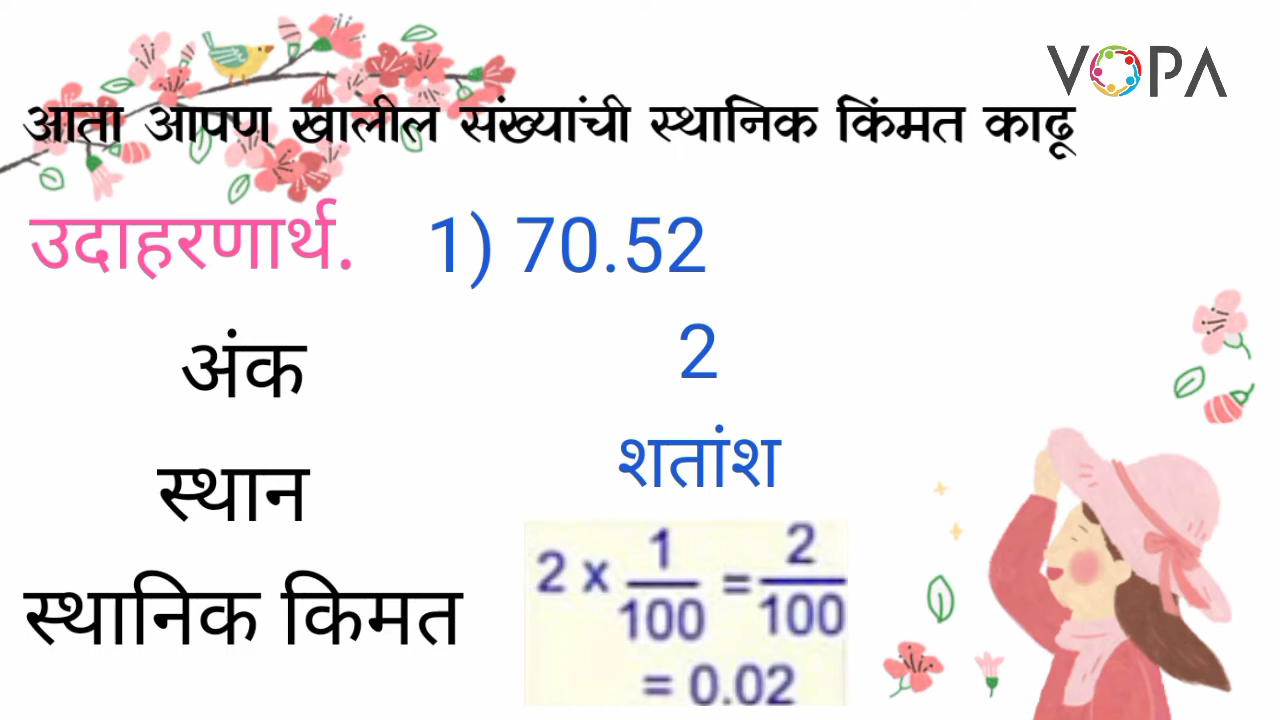 VOPA
आता आपण खालील संख्यांची स्थानिक किंमत काढू
उदाहरणार्थ. 1) 70.52
अंक 2
स्थान शतांश
स्थानिक किमत 2 x 1/100 = 2/100
= 0.02